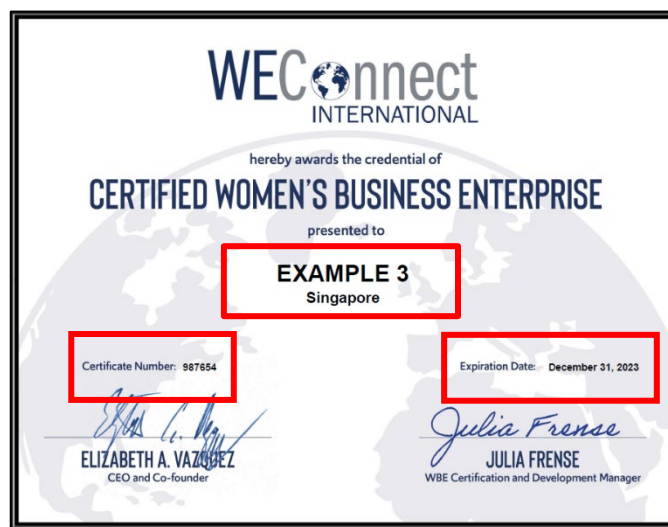 WEConnect
INTERNATIONAL
hereby awards the credential of
CERTIFIED WOMEN'S BUSINESS ENTERPRISE
presented to
EXAMPLE 3
Singapore
Certificate Number: 987654
Expiration Date: December 31, 2023
Julia Frense
ELIZABETH A. VAZQUEZ
CEO and Co-founder
JULIA FRENSE
WBE Certification and Development Manager